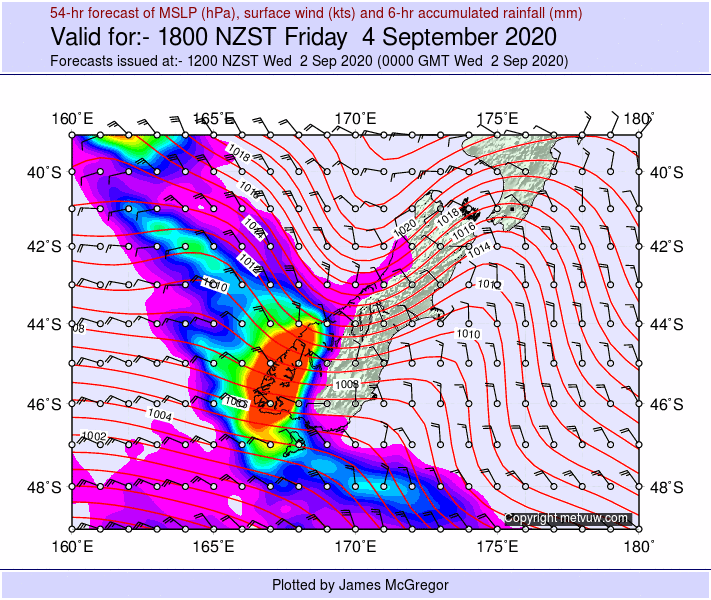 54-hr forecast of MSLP (hPa), surface wind (kts) and 6-hr accumulated rainfall (mm)
Valid for:- 1800 NZST Friday 4 September 2020
Forecasts issued at:- 1200 NZST Wed 2 Sep 2020 (0000 GMT Wed 2 Sep 2020)
160°E 165°E 170°E 175°E 180°
1018
40°S 40°S
1016
1018
1020
1016
1014
42°S 42°S
1014
1012
1010 1012
44°S 44°S
08 1010
1008
46°S 46°S
1004
1002
48°S 48°S
Copyright metvuw.com
160°E 165°E 170°E 175°E 180°
Plotted by James McGregor